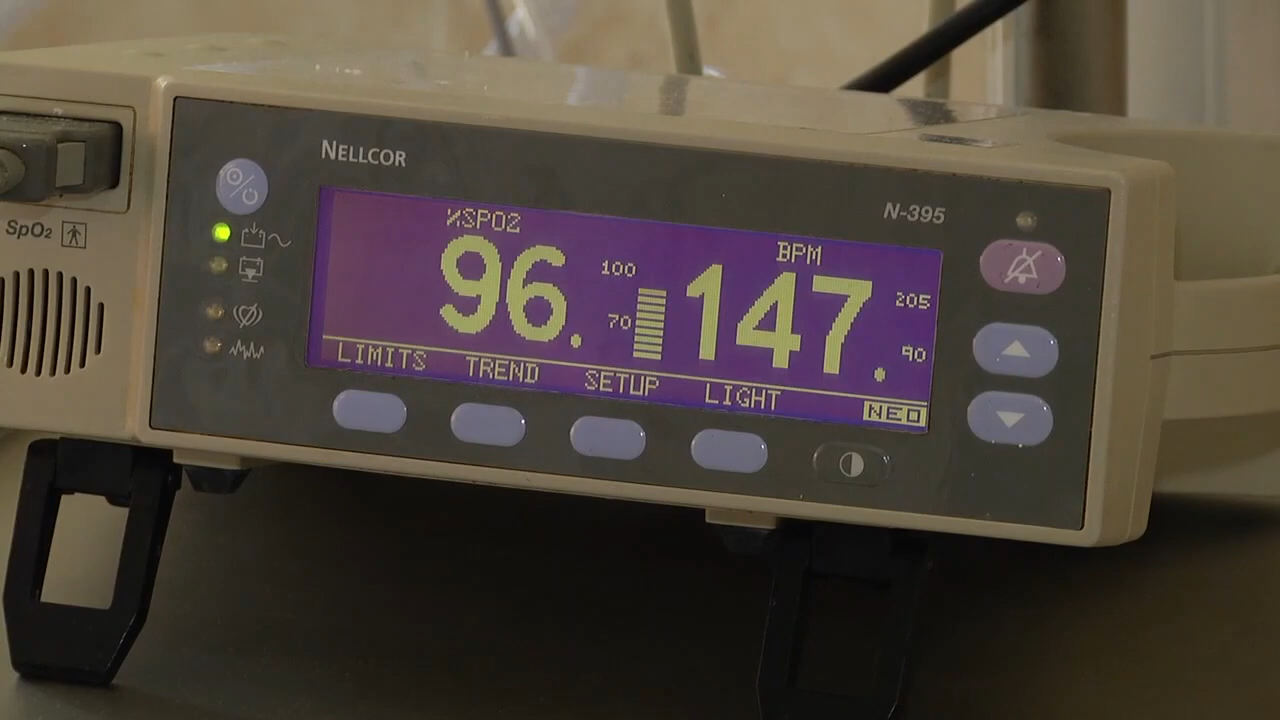 NELLCOR
N-395
SpO2
%SPO2
BPM
96.
100
70
147.
205
90
LIMITS TREND SETUP LIGHT NEO